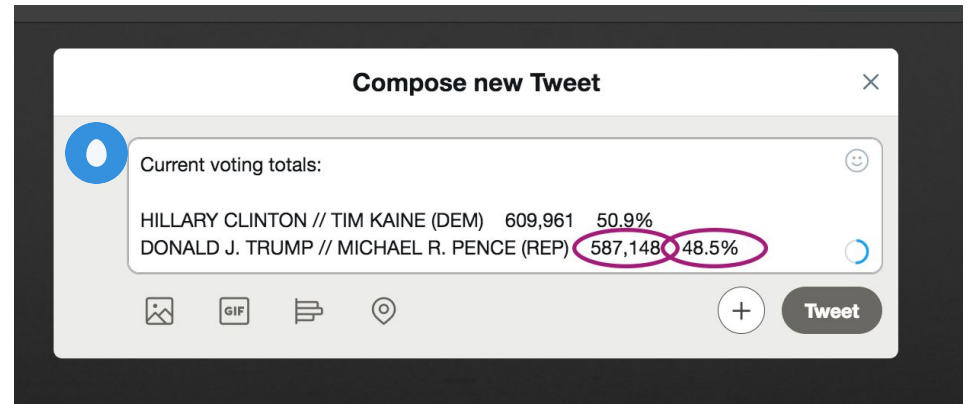 Compose new Tweet
Current voting totals:
HILLARY CLINTON // TIM KAINE (DEM) 609,961 50.9%
DONALD J. TRUMP // MICHAEL R. PENCE (REP) 587,148 48.5%
GIF
Tweet